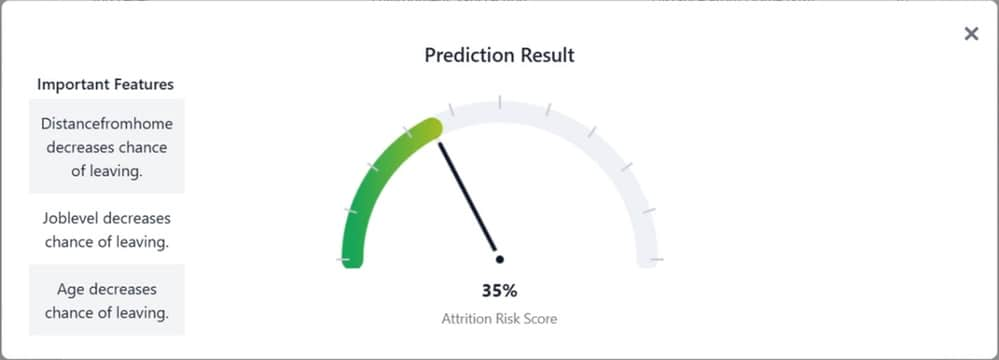 Prediction Result
Important Features
Distancefromhome
decreases chance
of leaving.
Joblevel decreases
chance of leaving.
Age decreases
chance of leaving.
35%
Attrition Risk Score